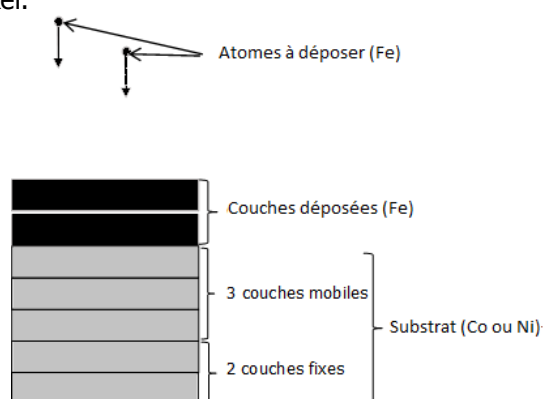 Atomes à déposer (Fe)
Couches déposées (Fe)
3 couches mobiles
Substrat (Co ou Ni)
2 couches fixes